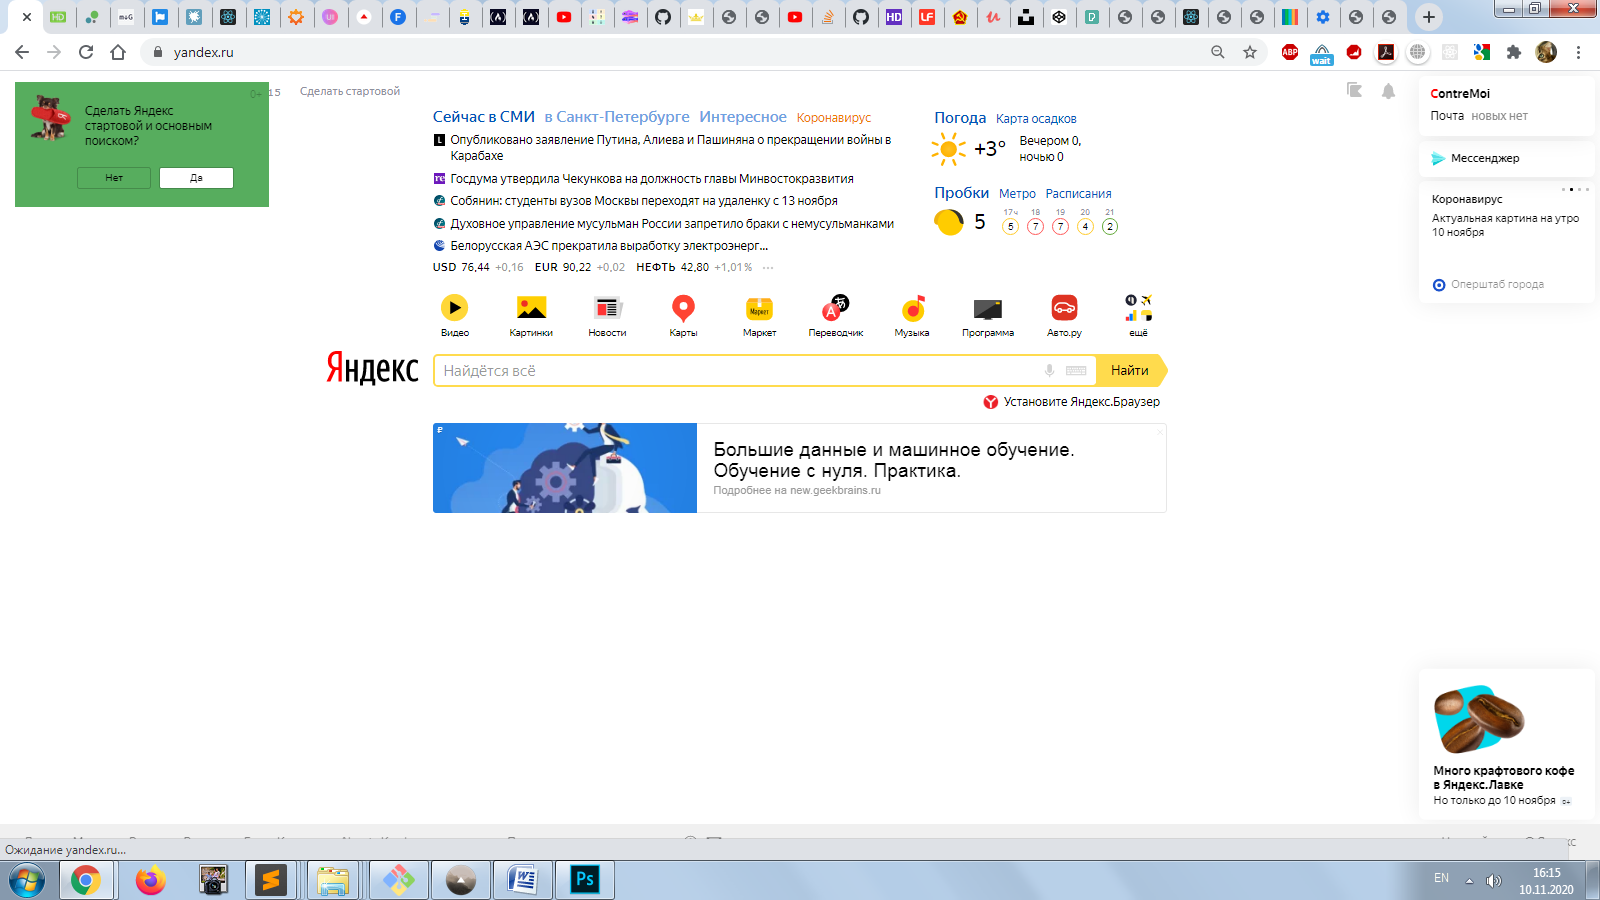 yandex.ru
ABP
wait
Сделать Яндекс
стартовой и основным
поиском?
Нет
Да
0+
15
Сделать стартовой
Сейчас в СМИ
в Санкт-Петербурге
Интересное
Коронавирус
Опубликовано заявление Путина, Алиева и Пашиняна о прекращении войны в
Карабахе
Госдума утвердила Чекункова на должность главы Минвостокразвития
Собянин: студенты вузов Москвы переходят на удаленку с 13 ноября
Духовное управление мусульман России запретило браки с немусульманками
Белорусская АЭС прекратила выработку электроэнерг...
USD 76,44 +0,16 EUR 90,22 +0,02 НЕФТЬ 42,80 +1,01% ···
Погода Карта осадков
+3°
Вечером 0,
ночью 0
Пробки Метро Расписания
5
17ч 18 19 20 21
5 7 7 4 2
ContreMoi
Почта новых нет
Мессенджер
Коронавирус
Актуальная картина на утро
10 ноября
Оперштаб города
Видео
Картинки
Новости
Карты
Маркет
Маркет
Переводчик
Музыка
Программа
Авто.ру
ещё
Яндекс
Найдётся всё
Найти
Установите Яндекс.Браузер
Большие данные и машинное обучение.
Обучение с нуля. Практика.
Подробнее на new.geekbrains.ru
Много крафтового кофе
в Яндекс.Лавке
Но только до 10 ноября 0+
Ожидание yandex.ru...
Ps
EN
16:15
10.11.2020